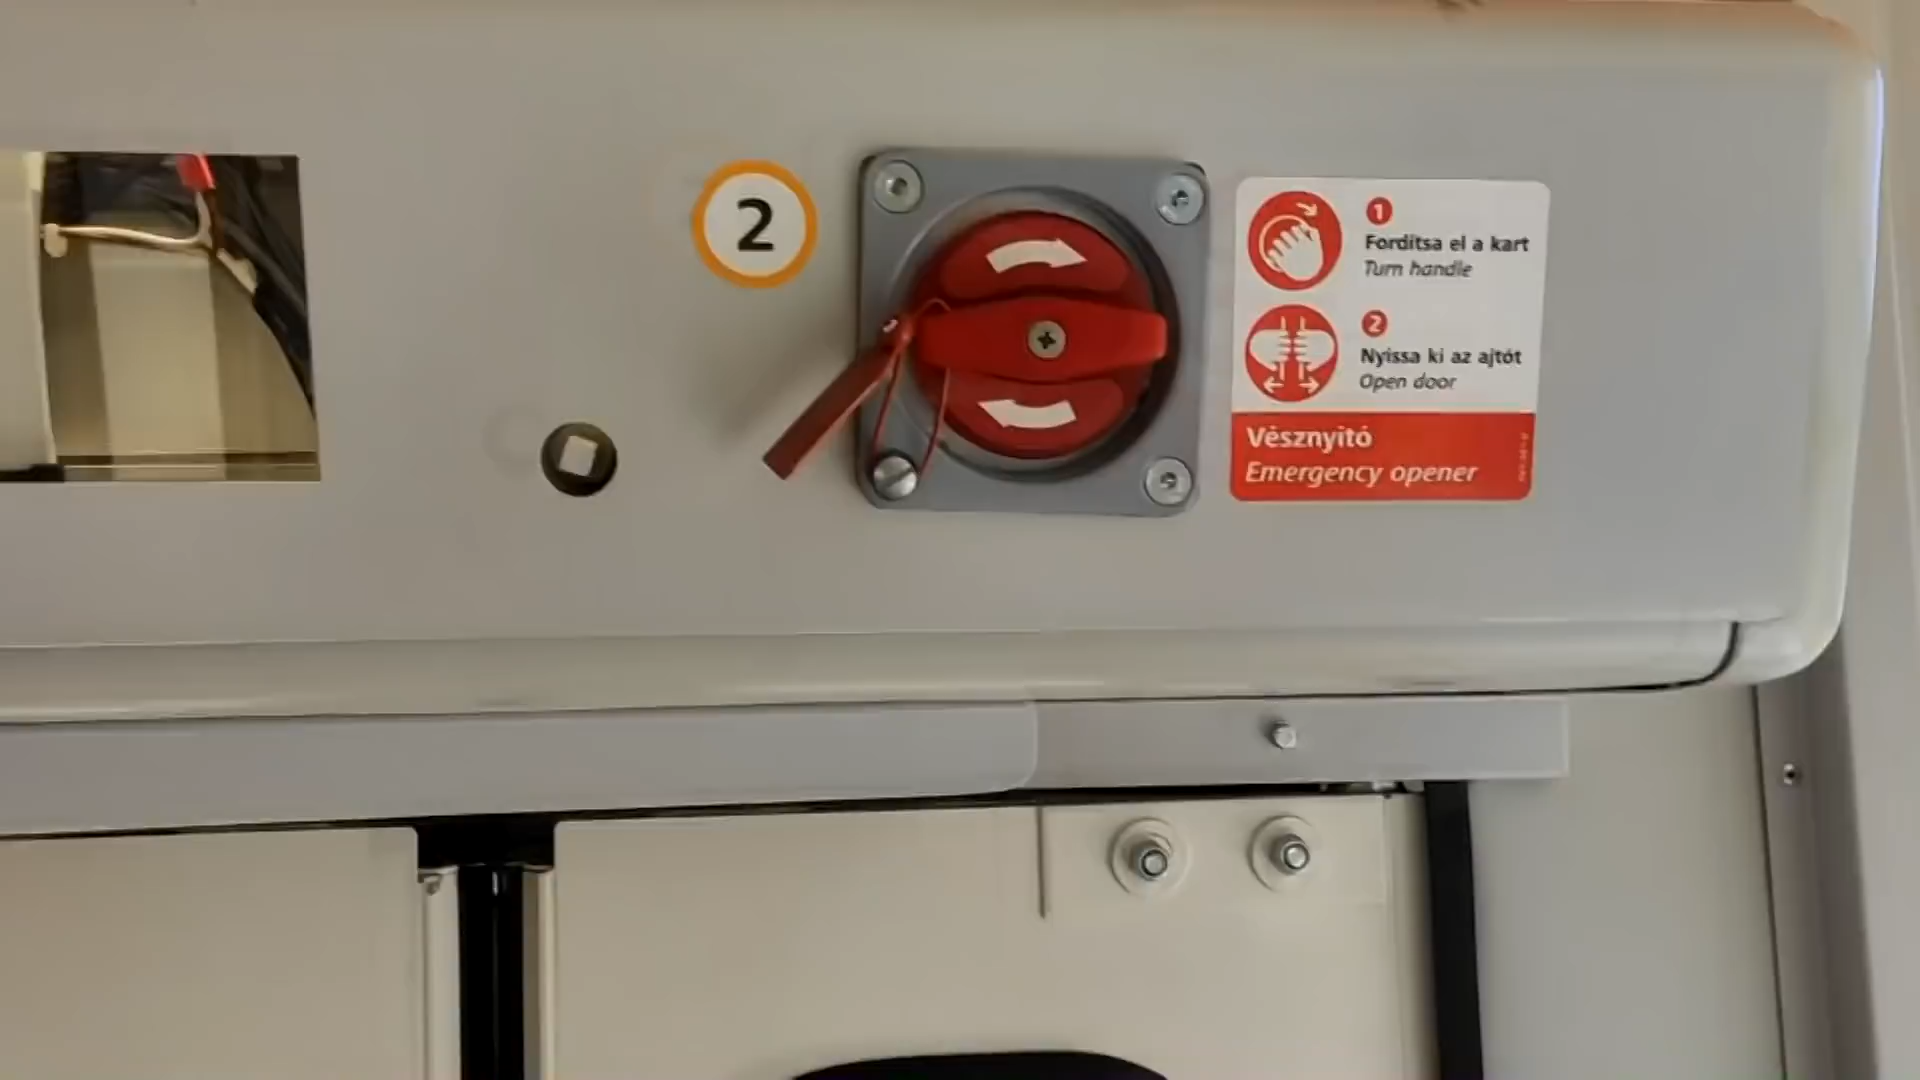 2
1
Fordítsa el a kart
Turn handle
2
Nyissa ki az ajtót
Open door
Vésznyitó
Emergency opener